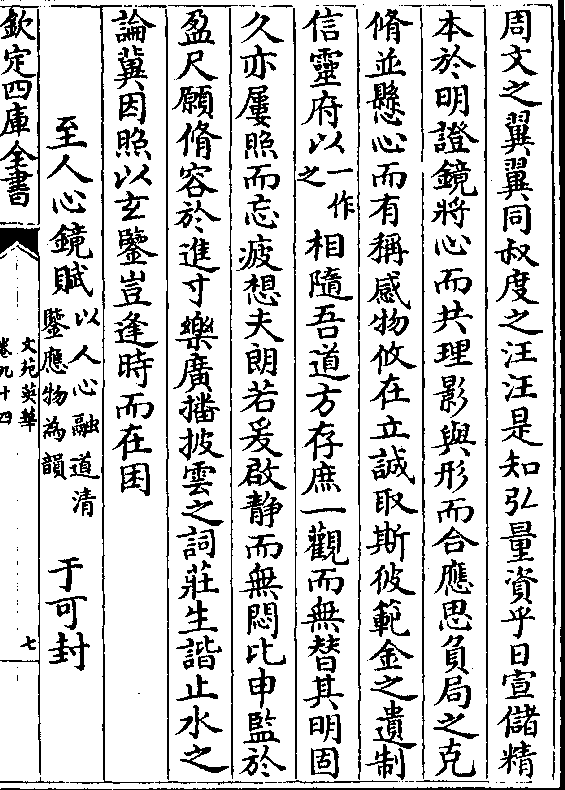 周文之翼翼同叔度之汪汪是知弘量資乎日宣儲精
本於明證鏡將心而共理影與形而合應思負局之克
脩並懸心而有稱感物攸在立誠取斯彼範金之遺制
信靈府以一作之相隨吾道方存庶一觀而無替其明固
久亦屢照而忘疲想夫朗若爰啟静而無悶比申監於
盈尺願脩容於進寸樂廣播披雲之詞莊生諧止水之
論冀因照以玄鑒豈逢時而在困
至人心鏡賦以人心融道清鑒應物為韻 于可封
欽定四庫全書
文苑英華
卷九十四
七